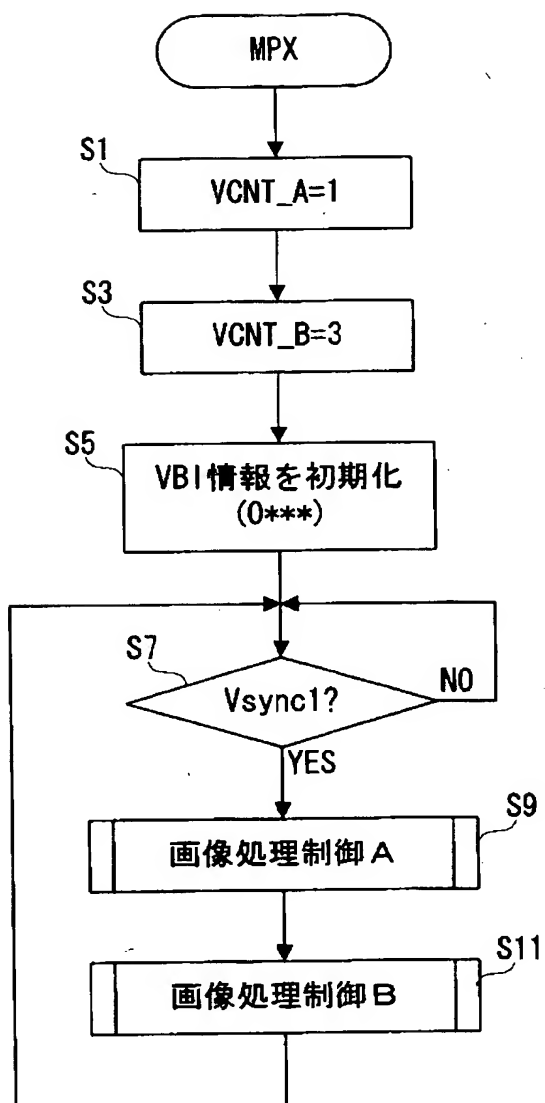 MPX
S1
VCNT_A=1
S3
VCNT_B=3
S5
VBI情報を初期化
(0***)
S7
Vsync1?
NO
YES
S9
画像処理制御A
S11
画像処理制御B